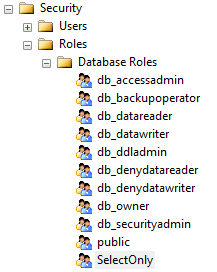 Security
Users
Roles
Database Roles
db_accessadmin
db_backupoperator
db_datareader
db_datawriter
db_ddladmin
db_denydatareader
db_denydatawriter
db_owner
db_securityadmin
public
SelectOnly